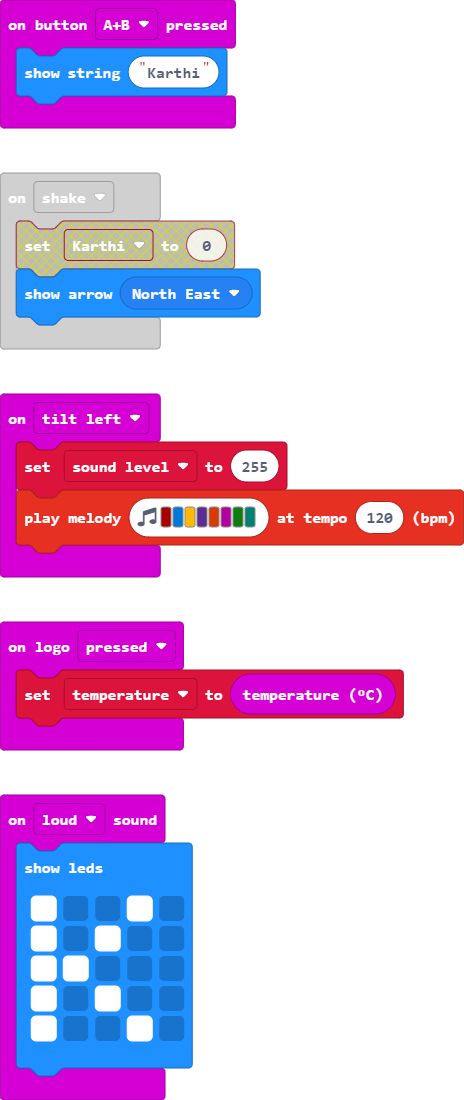 on button A+B pressed
show string "Karthi"
on shake
set Karthi to 0
show arrow North East
on tilt left
set sound level to 255
play melody at tempo 120 (bpm)
on logo pressed
set temperature to temperature (°C)
on loud sound
show leds